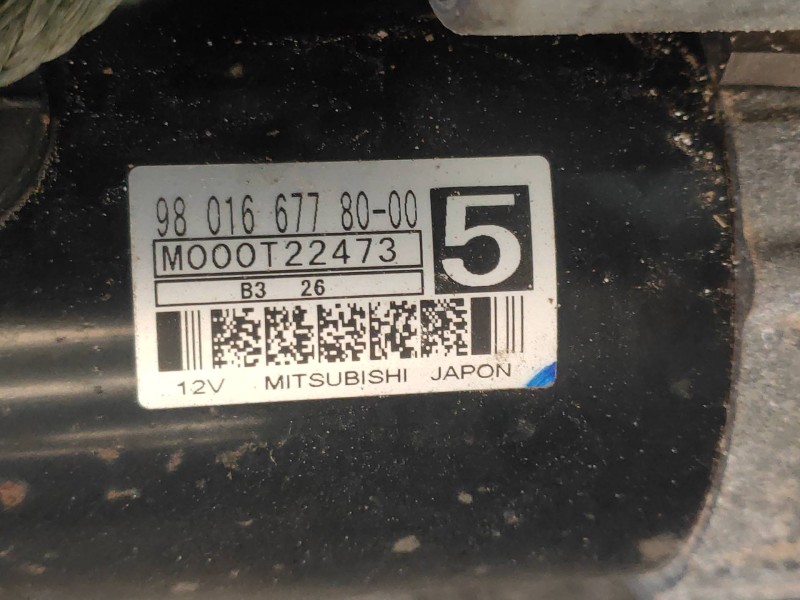 98 016 677 80-00
5
M000T22473
B3 26
12V MITSUBISHI JAPON